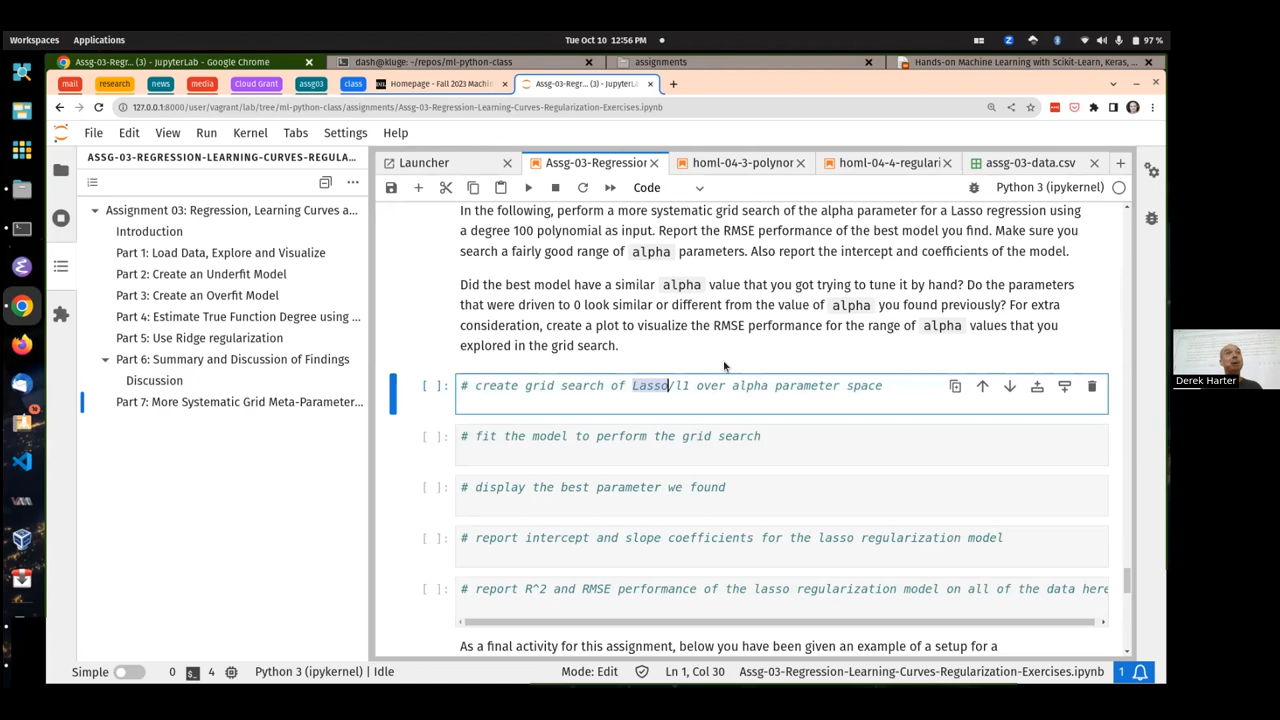 Workspaces Applications Tue Oct 10 12:56 PM 97 %
Assg-03-Regr... (3) - JupyterLab - Google Chrome dash@kluge: ~/repos/ml-python-class assignments Hands-on Machine Learning with Scikit-Learn, Keras, ...
mail research news media Cloud Grant assg03 Homepage - Fall 2023 Machin class Assg-03-Regr... (3) - JupyterL
127.0.0.1:8000/user/vagrant/lab/tree/ml-python-class/assignments/Assg-03-Regression-Learning-Curves-Regularization-Exercises.ipynb
File Edit View Run Kernel Tabs Settings Help
ASSG-03-REGRESSION-LEARNING-CURVES-REGULA...
Launcher Assg-03-Regression homl-04-3-polynor homl-04-4-regulari assg-03-data.csv
Code Python 3 (ipykernel)
Assignment 03: Regression, Learning Curves a...
Introduction
Part 1: Load Data, Explore and Visualize
Part 2: Create an Underfit Model
Part 3: Create an Overfit Model
Part 4: Estimate True Function Degree using ...
Part 5: Use Ridge regularization
Part 6: Summary and Discussion of Findings
Discussion
Part 7: More Systematic Grid Meta-Parameter...
In the following, perform a more systematic grid search of the alpha parameter for a Lasso regression using
a degree 100 polynomial as input. Report the RMSE performance of the best model you find. Make sure you
search a fairly good range of alpha parameters. Also report the intercept and coefficients of the model.
Did the best model have a similar alpha value that you got trying to tune it by hand? Do the parameters
that were driven to 0 look similar or different from the value of alpha you found previously? For extra
consideration, create a plot to visualize the RMSE performance for the range of alpha values that you
explored in the grid search.
[ ]: # create grid search of Lasso/l1 over alpha parameter space
[ ]: # fit the model to perform the grid search
[ ]: # display the best parameter we found
[ ]: # report intercept and slope coefficients for the lasso regularization model
[ ]: # report R^2 and RMSE performance of the lasso regularization model on all of the data here
As a final activity for this assignment, below you have been given an example of a setup for a
Simple 0 4 Python 3 (ipykernel) | Idle Mode: Edit Ln 1, Col 30 Assg-03-Regression-Learning-Curves-Regularization-Exercises.ipynb 1
Derek Harter